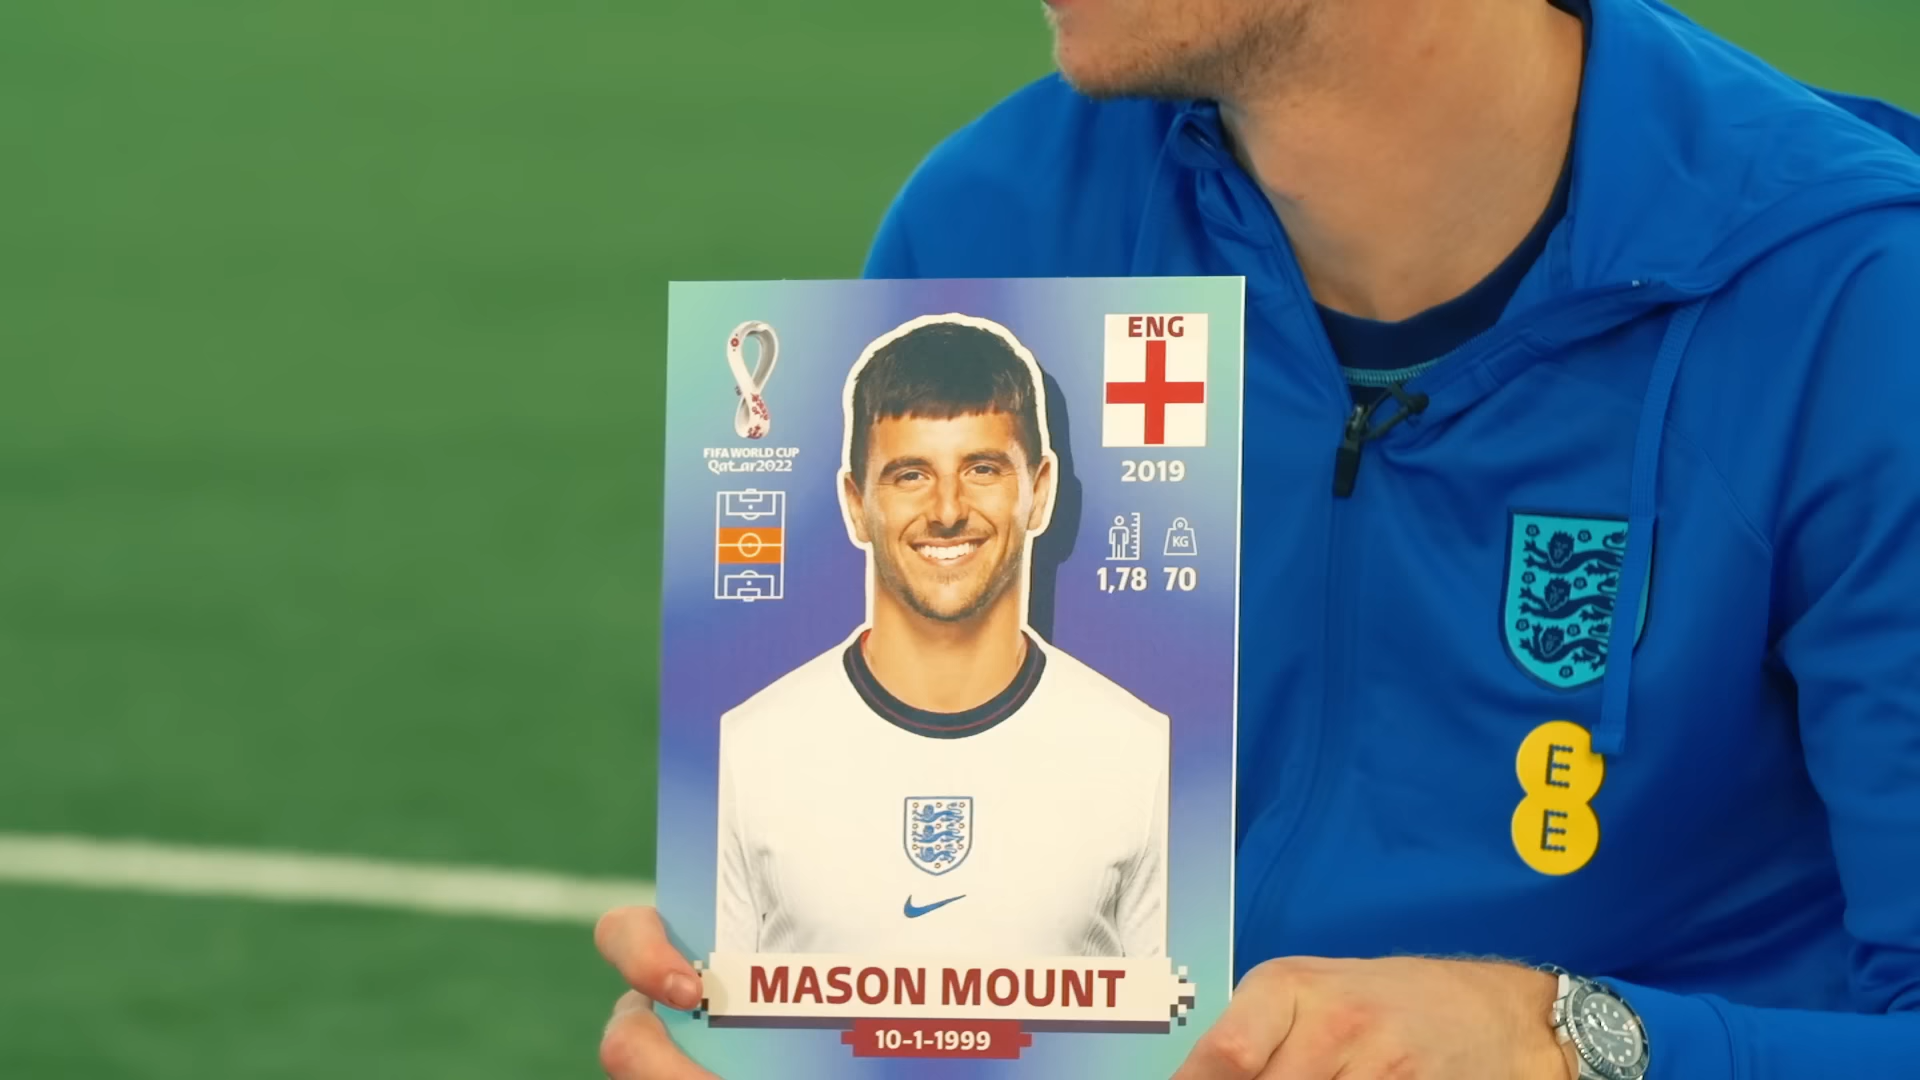 ENG
FIFA WORLD CUP
Qatar2022
2019
KG
1,78 70
MASON MOUNT
10-1-1999
E
E